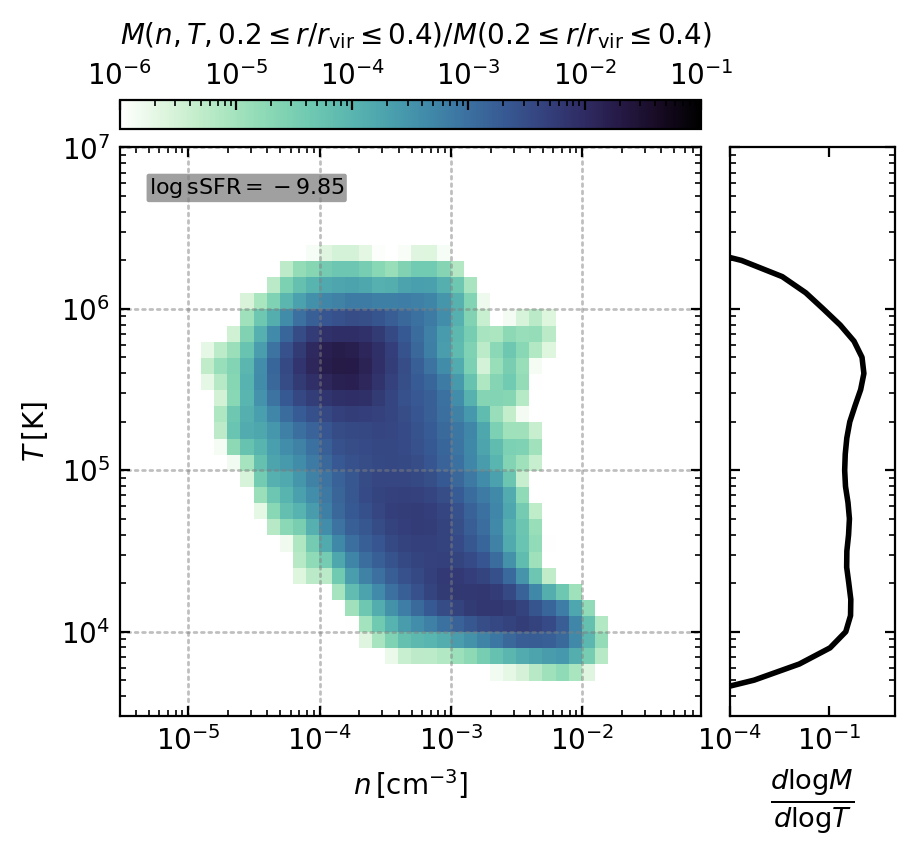 M(n, T, 0.2 ≤ r/r_vir ≤ 0.4)/M(0.2 ≤ r/r_vir ≤ 0.4)
10^−6 10^−5 10^−4 10^−3 10^−2 10^−1
log sSFR = −9.85
10^7
10^6
10^5
10^4
T [K]
10^−5 10^−4 10^−3 10^−2
n [cm^−3]
10^−4 10^−1
dlogM
dlogT